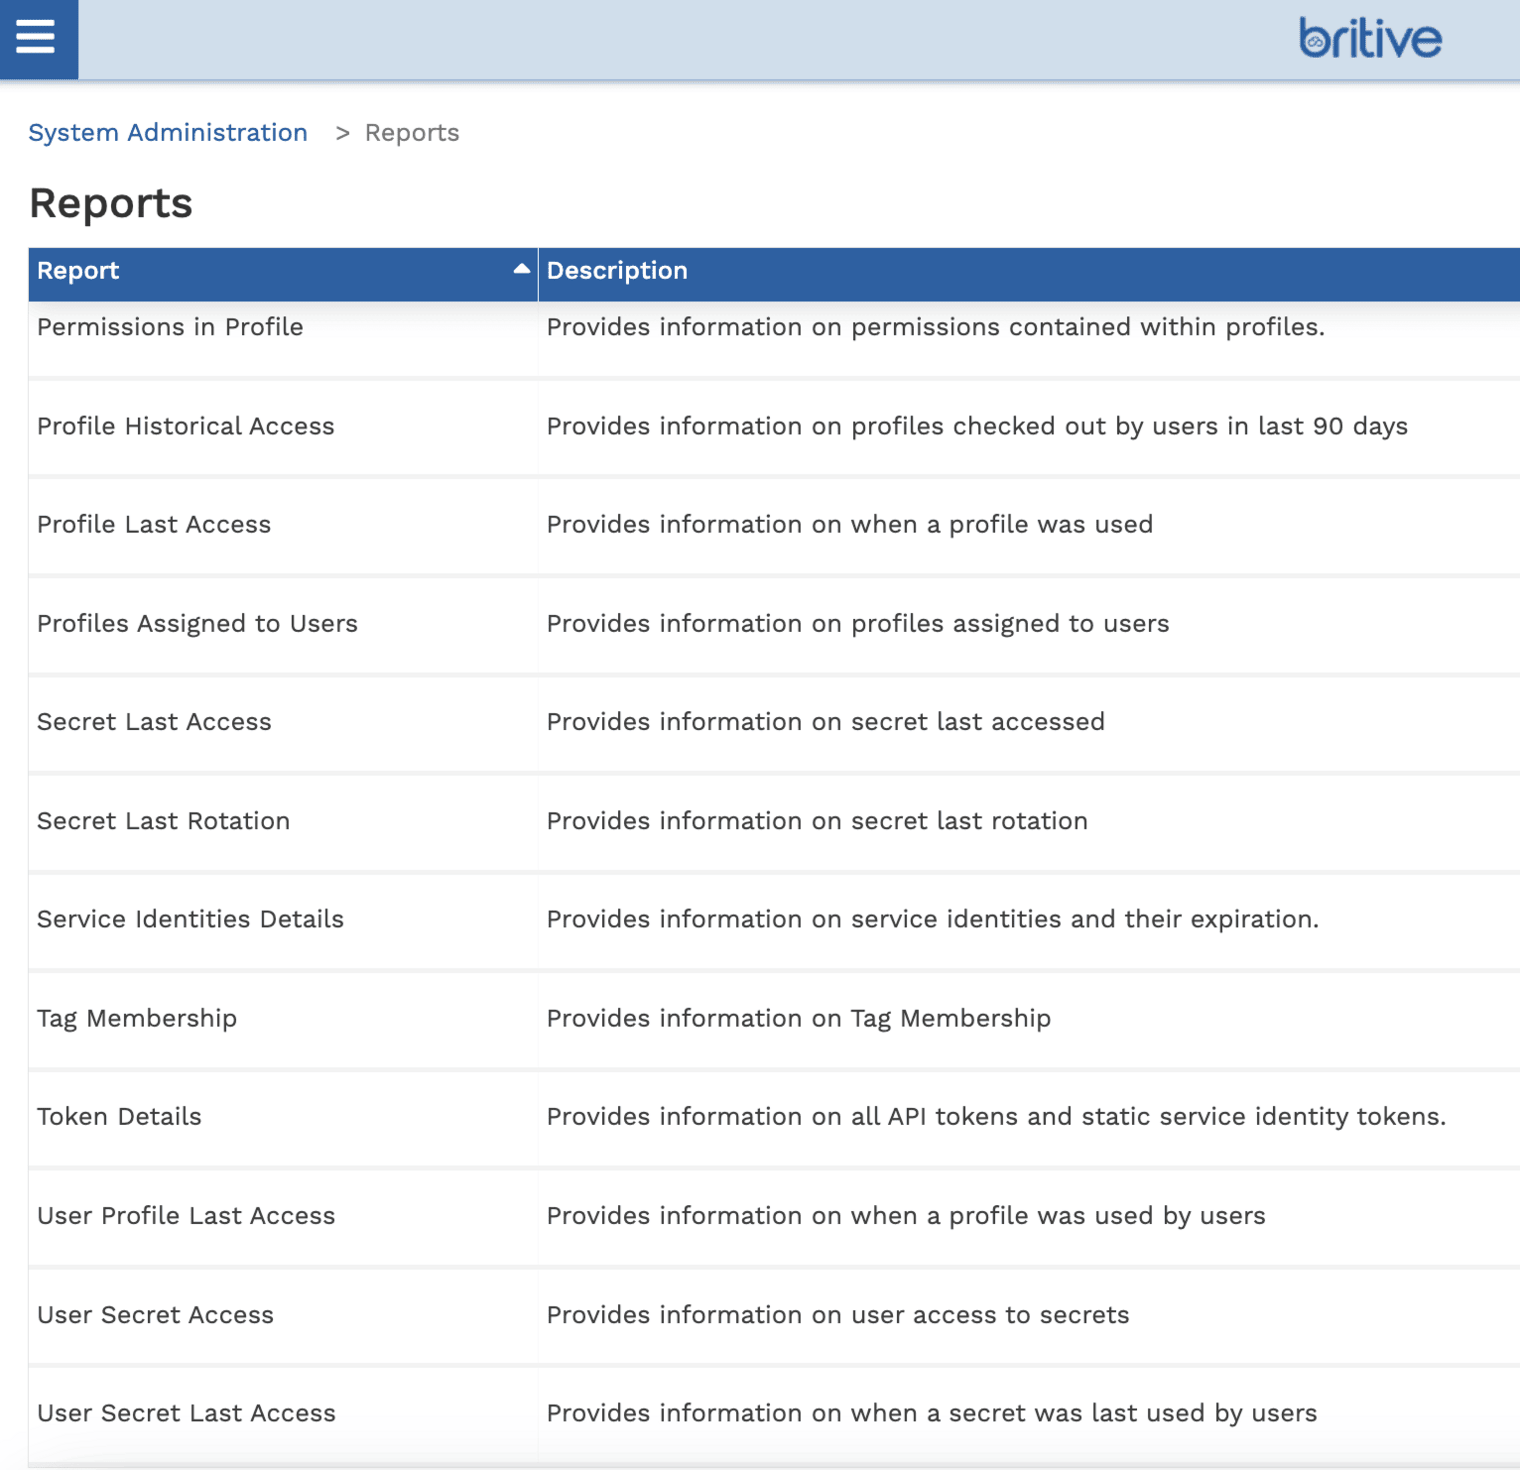 britive
System Administration > Reports
Reports
Report Description
Permissions in Profile Provides information on permissions contained within profiles.
Profile Historical Access Provides information on profiles checked out by users in last 90 days
Profile Last Access Provides information on when a profile was used
Profiles Assigned to Users Provides information on profiles assigned to users
Secret Last Access Provides information on secret last accessed
Secret Last Rotation Provides information on secret last rotation
Service Identities Details Provides information on service identities and their expiration.
Tag Membership Provides information on Tag Membership
Token Details Provides information on all API tokens and static service identity tokens.
User Profile Last Access Provides information on when a profile was used by users
User Secret Access Provides information on user access to secrets
User Secret Last Access Provides information on when a secret was last used by users